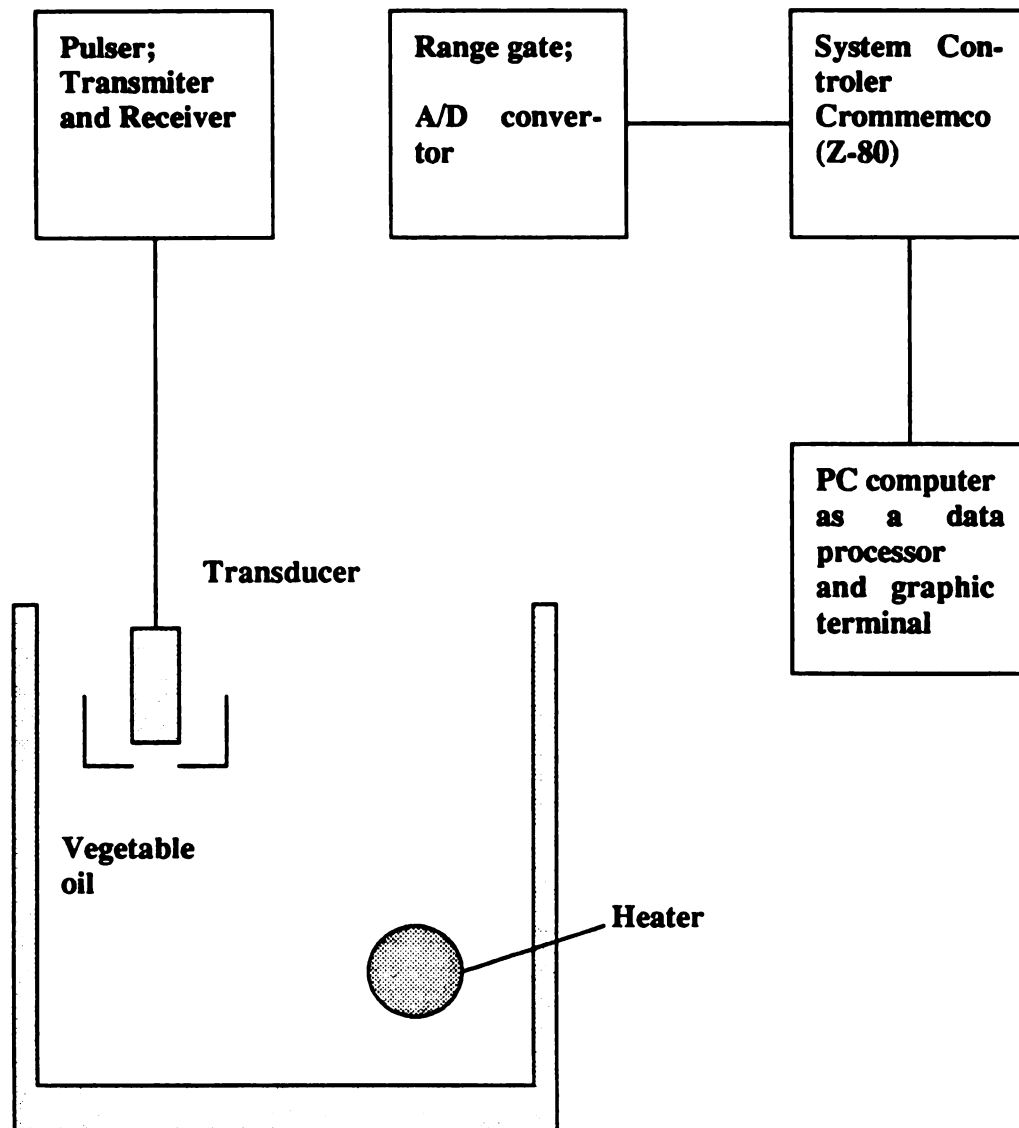 Pulser;
Transmiter
and Receiver
Range gate;
A/D conver-
tor
System Con-
troler
Crommemco
(Z-80)
PC computer
as a data
processor
and graphic
terminal
Transducer
Vegetable
oil
Heater